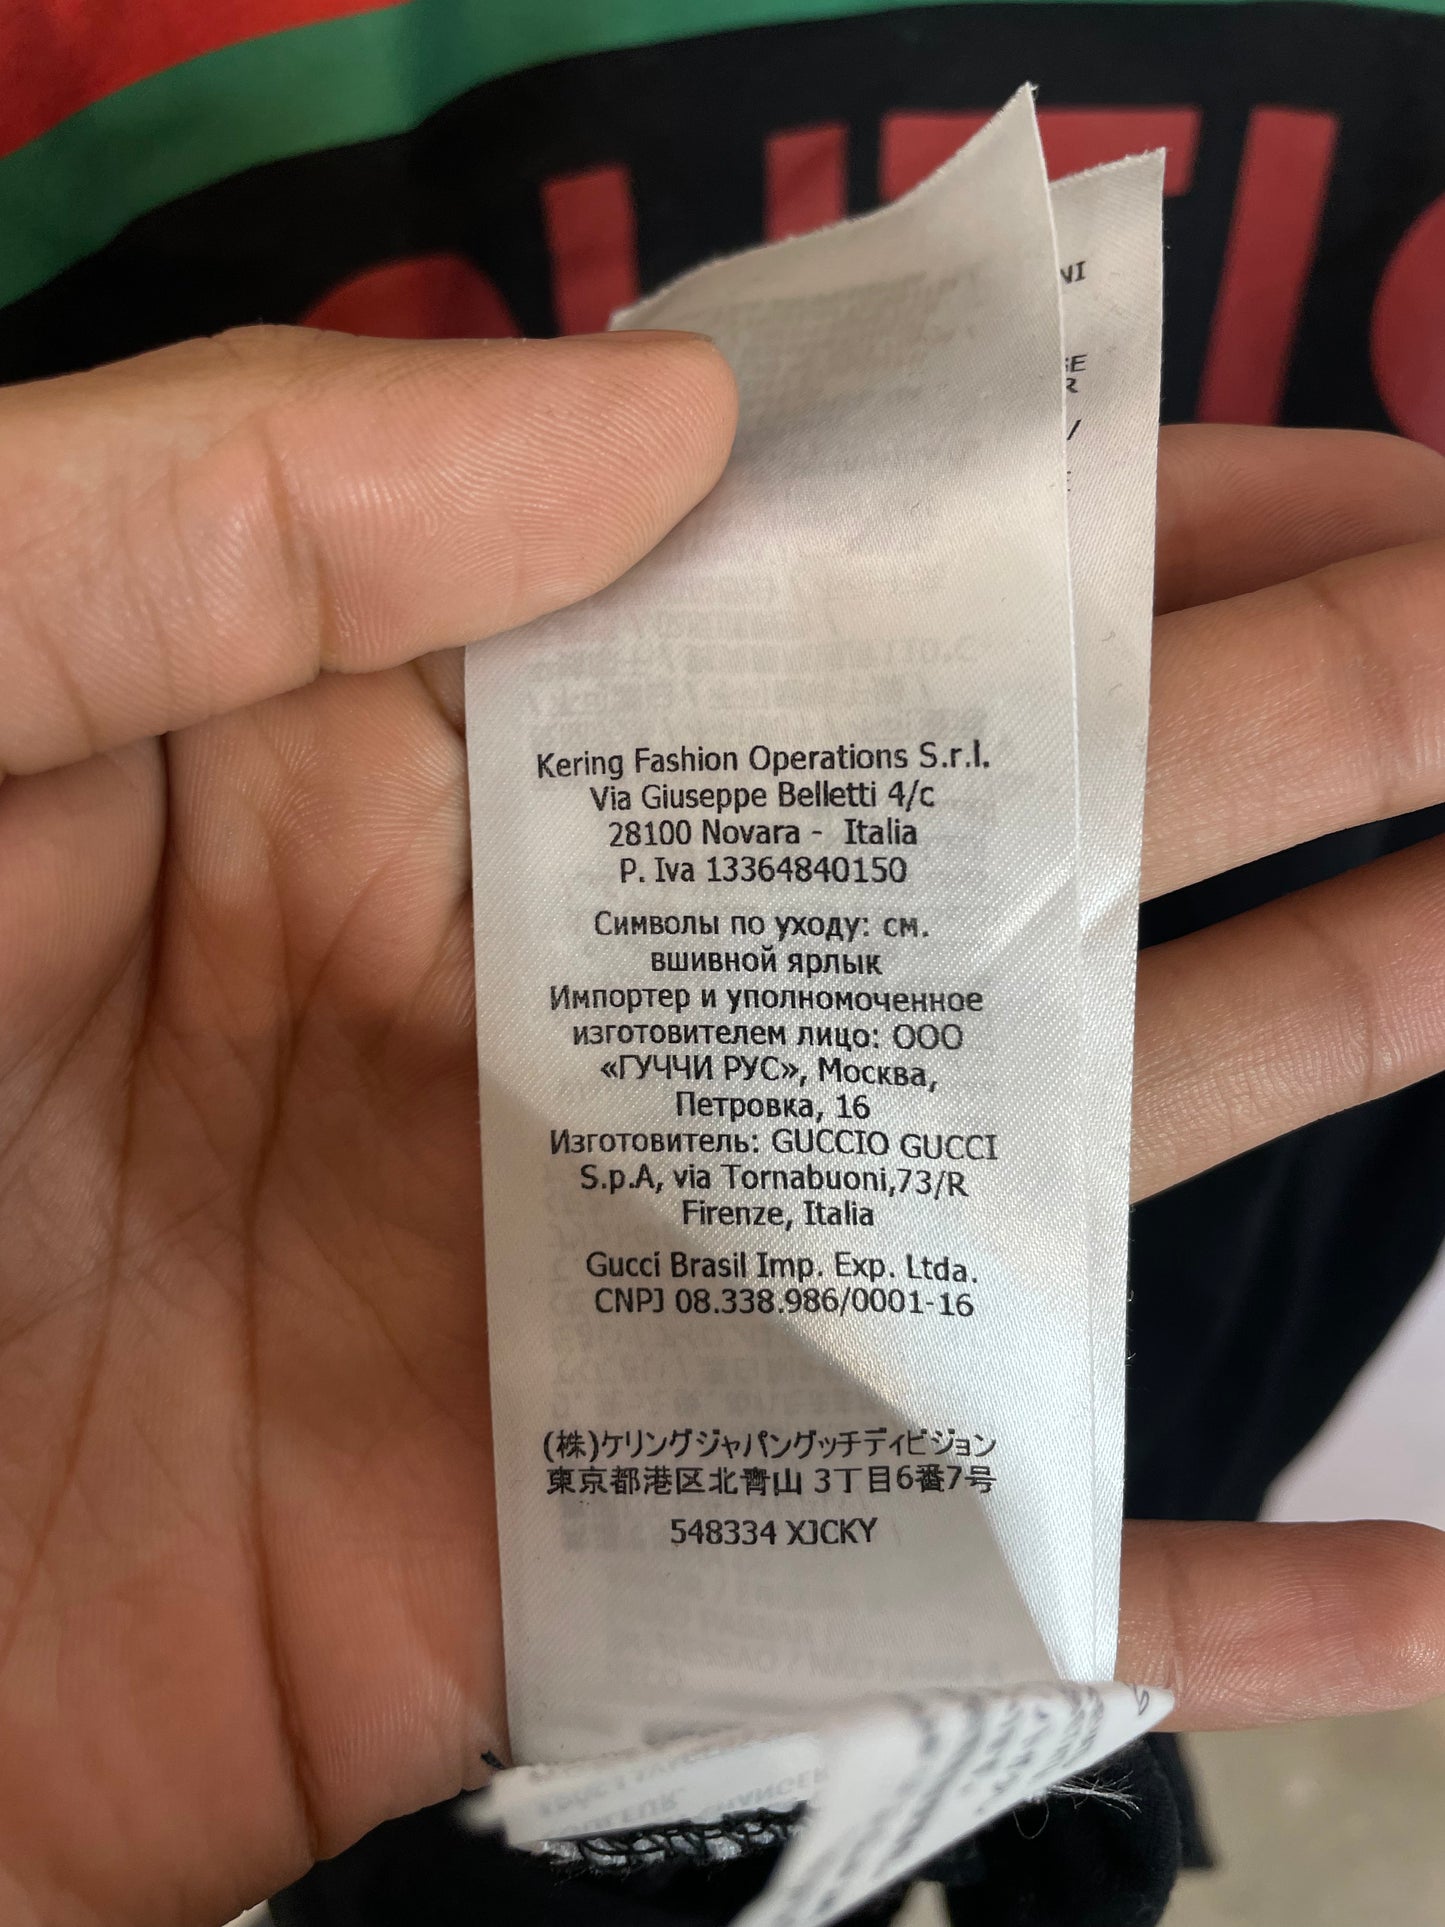 NI
R
/
Kering Fashion Operations S.r.l.
Via Giuseppe Belletti 4/c
28100 Novara - Italia
P. Iva 13364840150
Символы по уходу: см.
вшивной ярлык
Импортер и уполномоченное
изготовителем лицо: ООО
«ГУЧЧИ РУС», Москва,
Петровка, 16
Изготовитель: GUCCIO GUCCI
S.p.A, via Tornabuoni,73/R
Firenze, Italia
Gucci Brasil Imp. Exp. Ltda.
CNPJ 08.338.986/0001-16
(株)ケリングジャパングッチディビジョン
東京都港区北青山 3丁目6番7号
548334 XJCKY